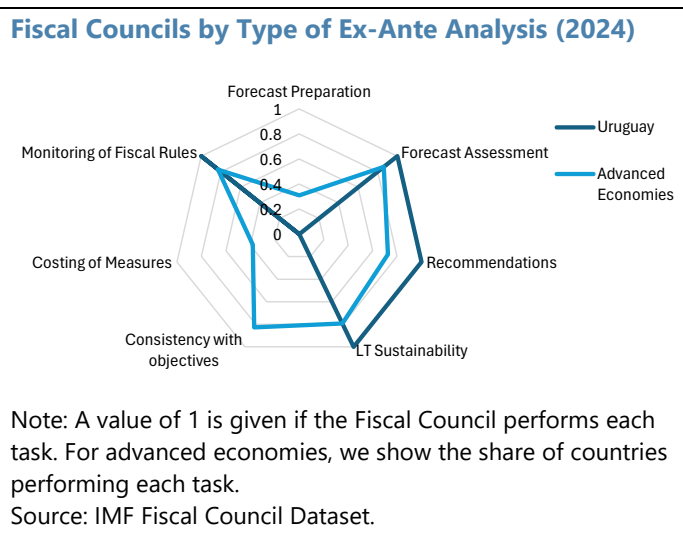 Fiscal Councils by Type of Ex-Ante Analysis (2024)
Forecast Preparation
1
0.8
0.6
0.4
0.2
0
Uruguay
Monitoring of Fiscal Rules
Forecast Assessment
Advanced
Economies
Costing of Measures
Recommendations
Consistency with
objectives
LT Sustainability
Note: A value of 1 is given if the Fiscal Council performs each
task. For advanced economies, we show the share of countries
performing each task.
Source: IMF Fiscal Council Dataset.